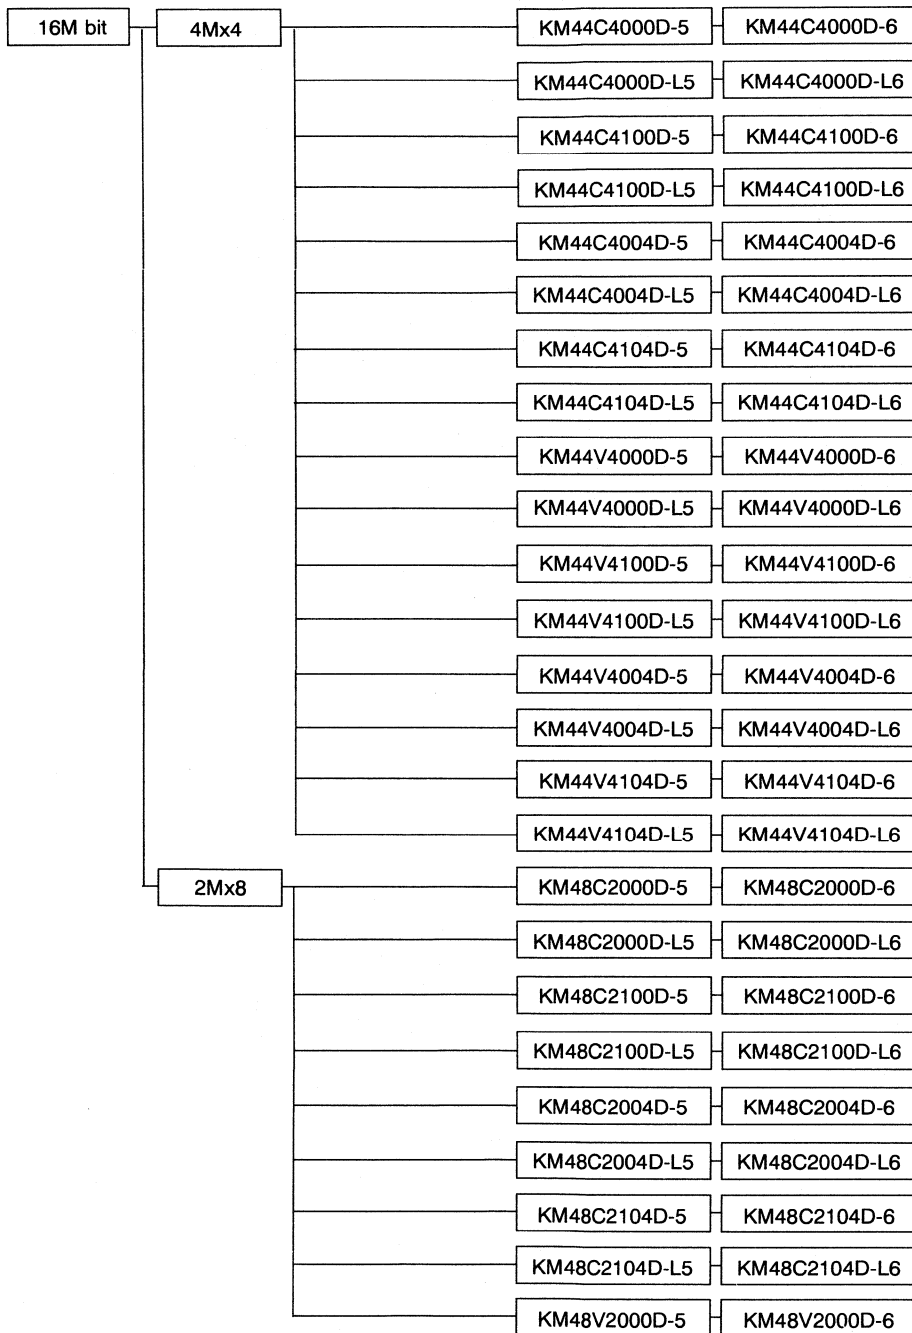 16M bit 4Mx4 KM44C4000D-5 KM44C4000D-6
KM44C4000D-L5 KM44C4000D-L6
KM44C4100D-5 KM44C4100D-6
KM44C4100D-L5 KM44C4100D-L6
KM44C4004D-5 KM44C4004D-6
KM44C4004D-L5 KM44C4004D-L6
KM44C4104D-5 KM44C4104D-6
KM44C4104D-L5 KM44C4104D-L6
KM44V4000D-5 KM44V4000D-6
KM44V4000D-L5 KM44V4000D-L6
KM44V4100D-5 KM44V4100D-6
KM44V4100D-L5 KM44V4100D-L6
KM44V4004D-5 KM44V4004D-6
KM44V4004D-L5 KM44V4004D-L6
KM44V4104D-5 KM44V4104D-6
KM44V4104D-L5 KM44V4104D-L6
2Mx8 KM48C2000D-5 KM48C2000D-6
KM48C2000D-L5 KM48C2000D-L6
KM48C2100D-5 KM48C2100D-6
KM48C2100D-L5 KM48C2100D-L6
KM48C2004D-5 KM48C2004D-6
KM48C2004D-L5 KM48C2004D-L6
KM48C2104D-5 KM48C2104D-6
KM48C2104D-L5 KM48C2104D-L6
KM48V2000D-5 KM48V2000D-6